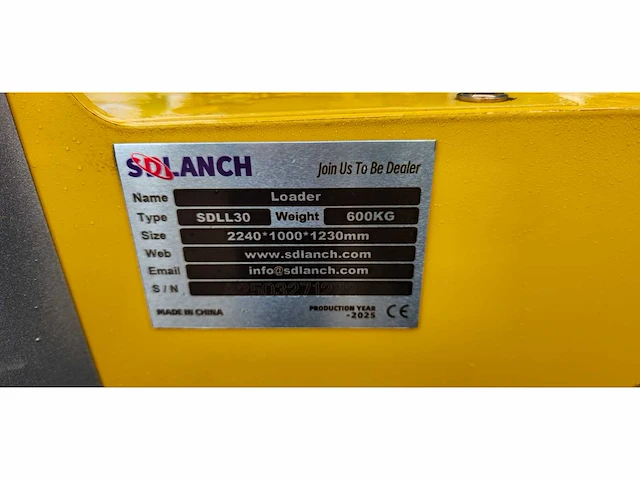 SDLANCH Join Us To Be Dealer
Name Loader
Type SDLL30 Weight 600KG
Size 2240*1000*1230mm
Web www.sdlanch.com
Email info@sdlanch.com
S / N
MADE IN CHINA PRODUCTION YEAR
-2025 CE